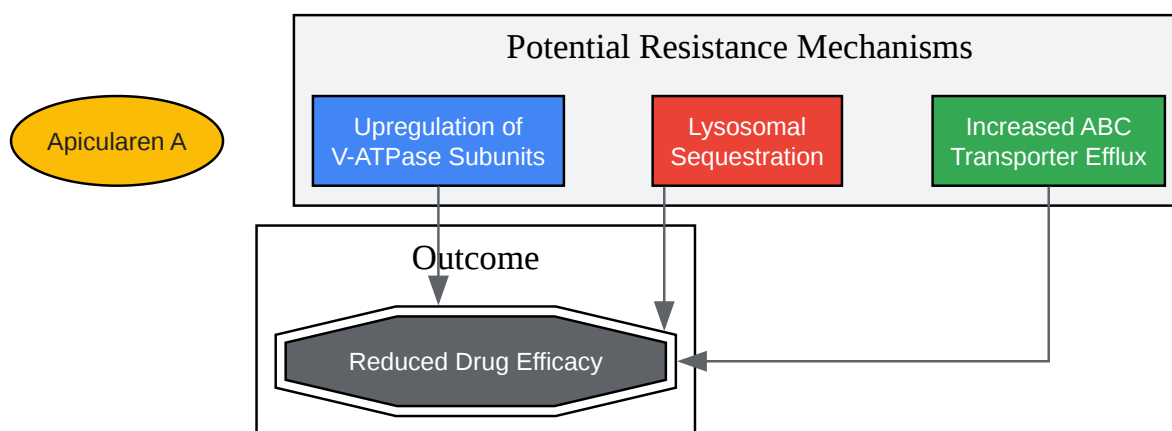 Potential Resistance Mechanisms
Apicularen A
Upregulation of
V-ATPase Subunits
Lysosomal
Sequestration
Increased ABC
Transporter Efflux
Outcome
Reduced Drug Efficacy